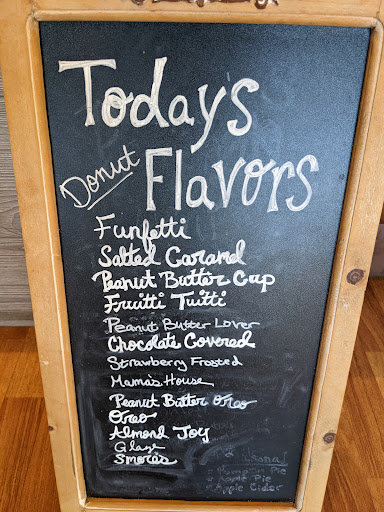 Today's
Donut
Flavors
Funfetti
Salted Caramel
Peanut Butter Cup
Fruitti Tuitti
Peanut Butter Lover
Chocolate Covered
Strawberry Frosted
Mama's House
Peanut Butter Oreo
Oreo
Almond Joy
Glaze
Smores
Pumpkin Pie
Apple Pie
Apple Cider